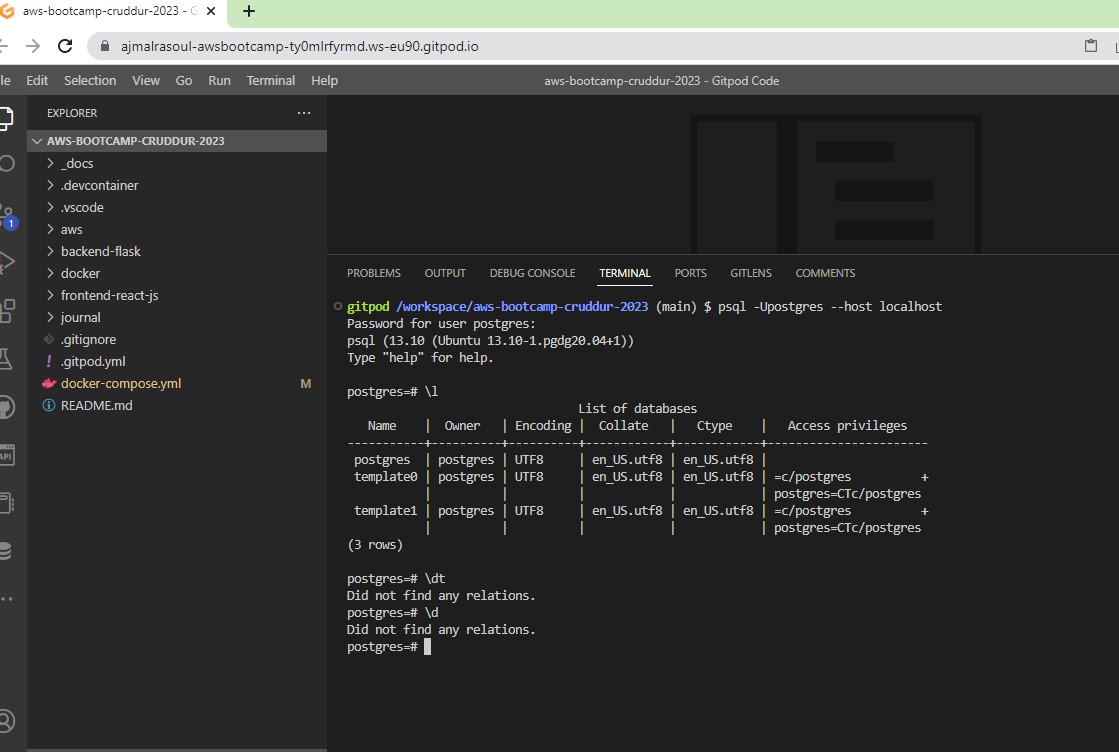 aws-bootcamp-cruddur-2023 - G
ajmalrasoul-awsbootcamp-ty0mlrfyrmd.ws-eu90.gitpod.io
le Edit Selection View Go Run Terminal Help aws-bootcamp-cruddur-2023 - Gitpod Code
EXPLORER ...
AWS-BOOTCAMP-CRUDDUR-2023
_docs
.devcontainer
.vscode
1
aws
backend-flask
docker
frontend-react-js
journal
.gitignore
! .gitpod.yml
docker-compose.yml M
README.md
API
PROBLEMS OUTPUT DEBUG CONSOLE TERMINAL PORTS GITLENS COMMENTS
gitpod /workspace/aws-bootcamp-cruddur-2023 (main) $ psql -Upostgres --host localhost
Password for user postgres:
psql (13.10 (Ubuntu 13.10-1.pgdg20.04+1))
Type "help" for help.
postgres=# \l
List of databases
Name | Owner | Encoding | Collate | Ctype | Access privileges
-----------+----------+----------+------------+------------+-----------------------
postgres | postgres | UTF8 | en_US.utf8 | en_US.utf8 |
template0 | postgres | UTF8 | en_US.utf8 | en_US.utf8 | =c/postgres +
| | | | | postgres=CTc/postgres
template1 | postgres | UTF8 | en_US.utf8 | en_US.utf8 | =c/postgres +
| | | | | postgres=CTc/postgres
(3 rows)
postgres=# \dt
Did not find any relations.
postgres=# \d
Did not find any relations.
postgres=#